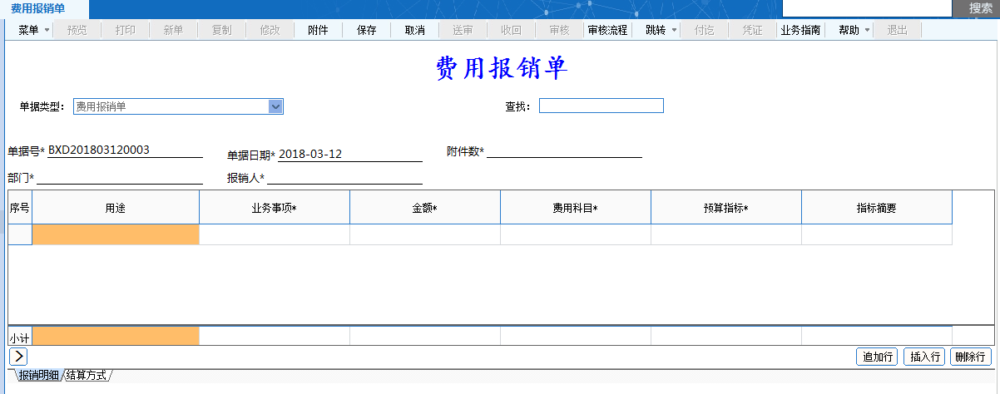 费用报销单 搜索
菜单 预览 打印 新单 复制 修改 附件 保存 取消 送审 收回 审核 审核流程 跳转 付讫 凭证 业务指南 帮助 退出
费用报销单
单据类型： 费用报销单 查找：
单据号* BXD201803120003 单据日期* 2018-03-12 附件数*
部门* 报销人*
序号 用途 业务事项* 金额* 费用科目* 预算指标* 指标摘要
小计
追加行 插入行 删除行
报销明细 结算方式